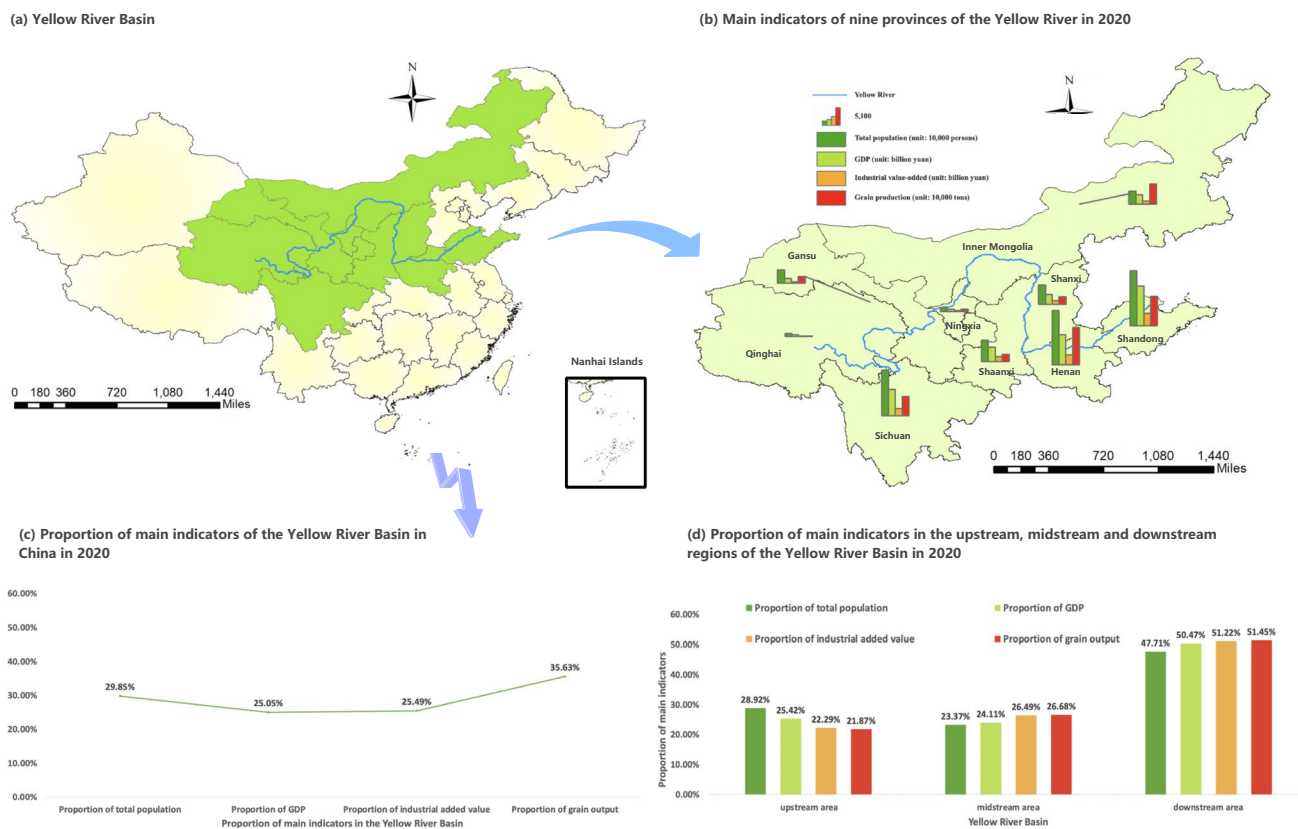 (a) Yellow River Basin
N
0 180 360 720 1,080 1,440
Miles
Nanhai Islands
(b) Main indicators of nine provinces of the Yellow River in 2020
N
Yellow River
5,100
Total population (unit: 10,000 persons)
GDP (unit: billion yuan)
Industrial value-added (unit: billion yuan)
Grain production (unit: 10,000 tons)
Gansu
Inner Mongolia
Shanxi
Ningxia
Qinghai
Shaanxi
Henan
Shandong
Sichuan
0 180 360 720 1,080 1,440
Miles
(c) Proportion of main indicators of the Yellow River Basin in
China in 2020
60.00%
50.00%
40.00%
30.00%
20.00%
10.00%
0.00%
29.85%
25.05%
25.49%
35.63%
Proportion of total population
Proportion of GDP
Proportion of industrial added value
Proportion of grain output
Proportion of main indicators in the Yellow River Basin
(d) Proportion of main indicators in the upstream, midstream and downstream
regions of the Yellow River Basin in 2020
Proportion of total population
Proportion of GDP
Proportion of industrial added value
Proportion of grain output
Proportion of main indicators
60.00%
50.00%
40.00%
30.00%
20.00%
10.00%
0.00%
28.92%
25.42%
22.29%
21.87%
23.37%
24.11%
26.49%
26.68%
47.71%
50.47%
51.22%
51.45%
upstream area
midstream area
downstream area
Yellow River Basin